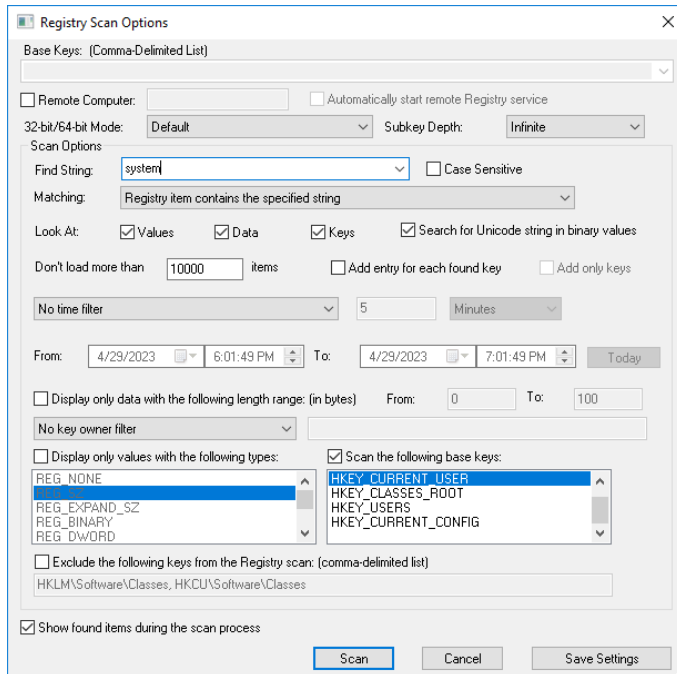 Registry Scan Options
Base Keys: (Comma-Delimited List)
Remote Computer: Automatically start remote Registry service
32-bit/64-bit Mode: Default Subkey Depth: Infinite
Scan Options
Find String: system Case Sensitive
Matching: Registry item contains the specified string
Look At: Values Data Keys Search for Unicode string in binary values
Don't load more than 10000 items Add entry for each found key Add only keys
No time filter 5 Minutes
From: 4/29/2023 6:01:49 PM To: 4/29/2023 7:01:49 PM Today
Display only data with the following length range: (in bytes) From: 0 To: 100
No key owner filter
Display only values with the following types: Scan the following base keys:
REG_NONE HKEY_CURRENT_USER
REG_SZ HKEY_CLASSES_ROOT
REG_EXPAND_SZ HKEY_USERS
REG_BINARY HKEY_CURRENT_CONFIG
REG_DWORD
Exclude the following keys from the Registry scan: (comma-delimited list)
HKLM\Software\Classes, HKCU\Software\Classes
Show found items during the scan process
Scan Cancel Save Settings